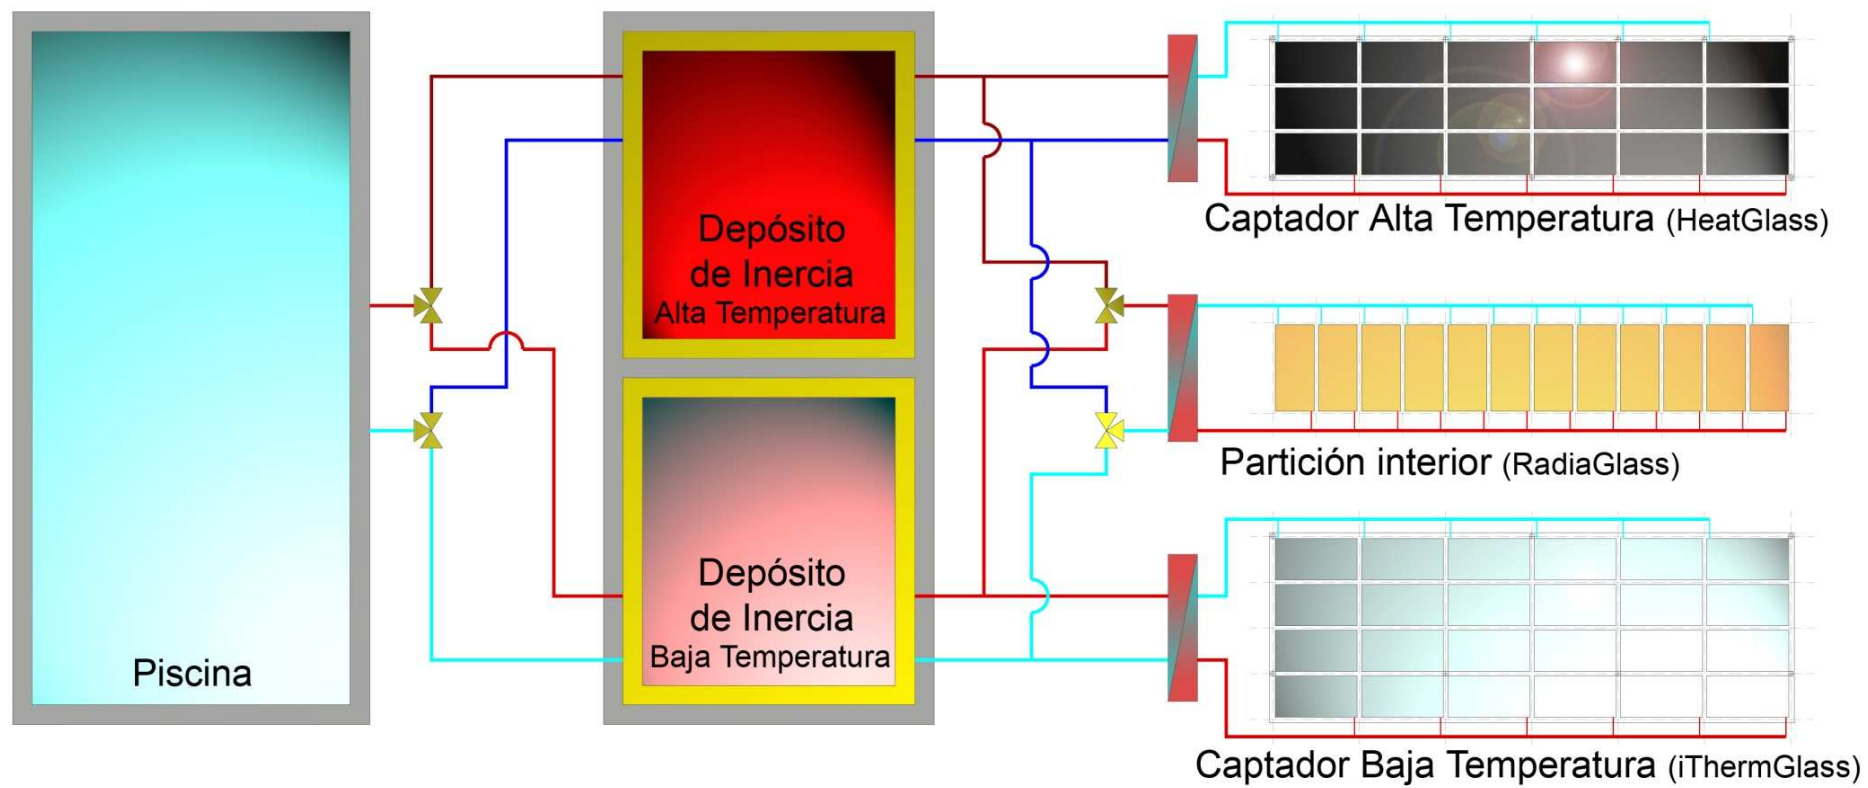 Piscina
Depósito
de Inercia
Alta Temperatura
Depósito
de Inercia
Baja Temperatura
Captador Alta Temperatura (HeatGlass)
Partición interior (RadiaGlass)
Captador Baja Temperatura (iThermGlass)